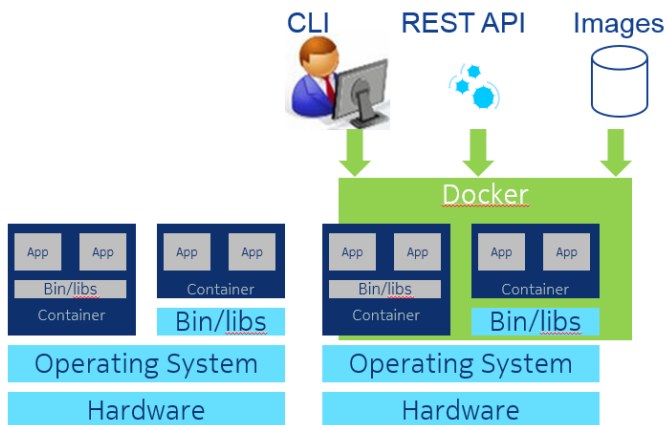 CLI
REST API
Images
Docker
App App
Bin/libs
Container
App App
Container
Bin/libs
Operating System
Hardware
App App
Bin/libs
Container
App App
Container
Bin/libs
Operating System
Hardware